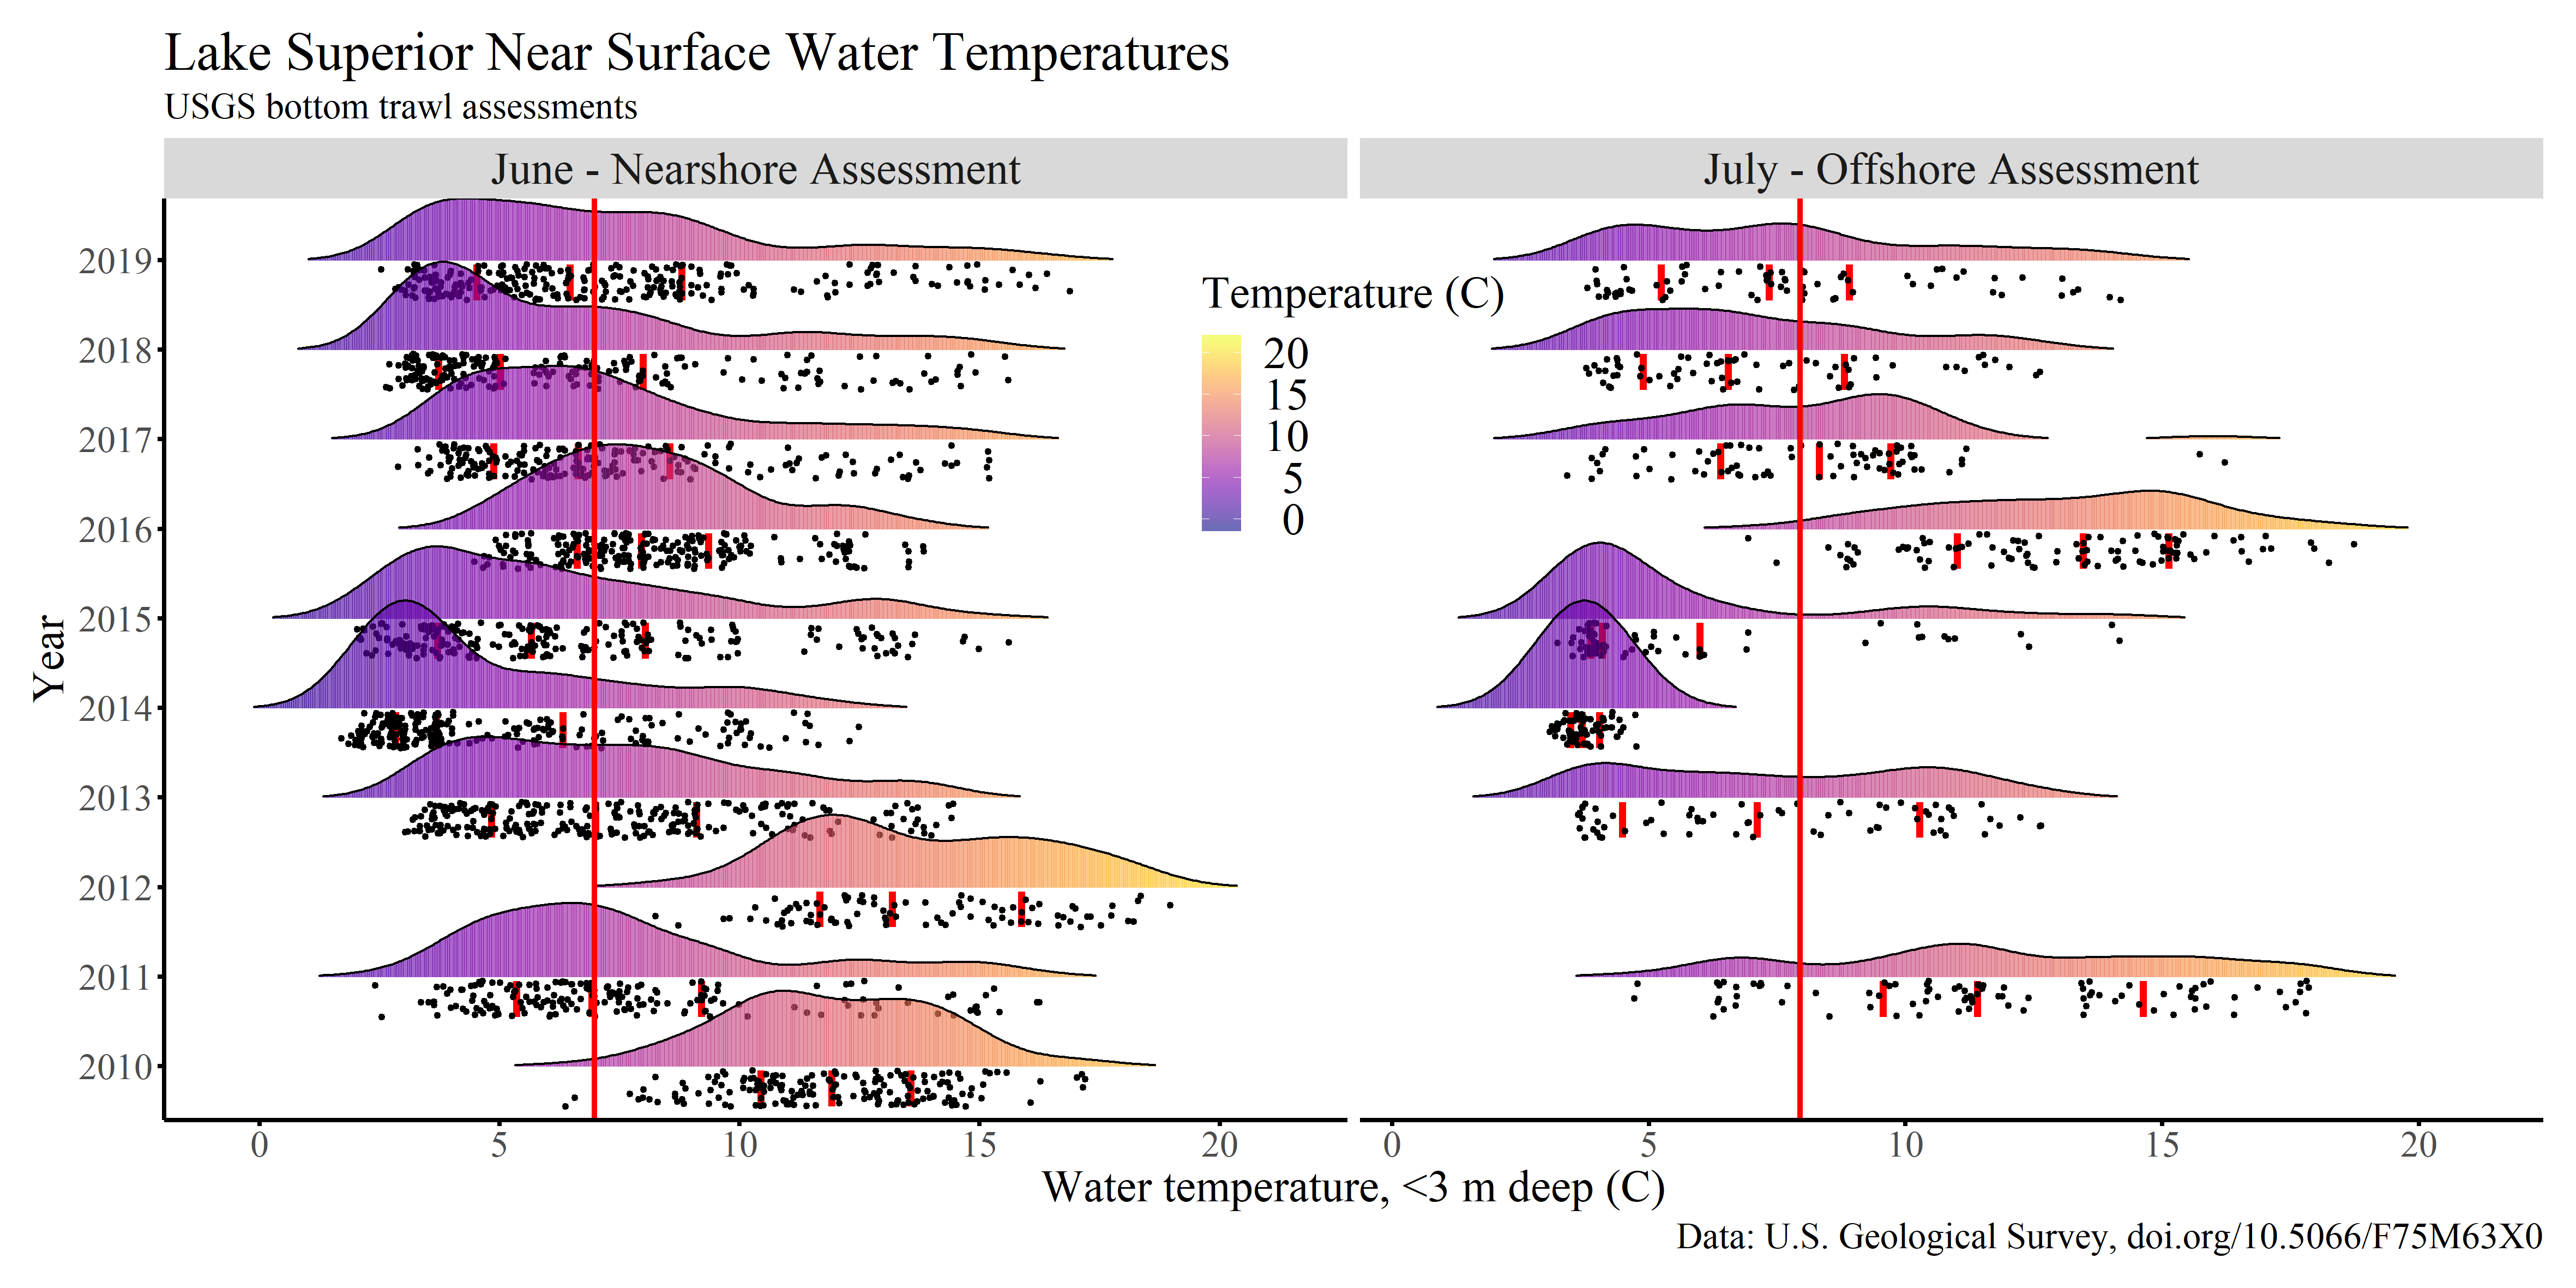 Lake Superior Near Surface Water Temperatures
USGS bottom trawl assessments
June - Nearshore Assessment
July - Offshore Assessment
Year
2019
2018
2017
2016
2015
2014
2013
2012
2011
2010
Temperature (C)
20
15
10
5
0
0 5 10 15 20
0 5 10 15 20
Water temperature, <3 m deep (C)
Data: U.S. Geological Survey, doi.org/10.5066/F75M63X0